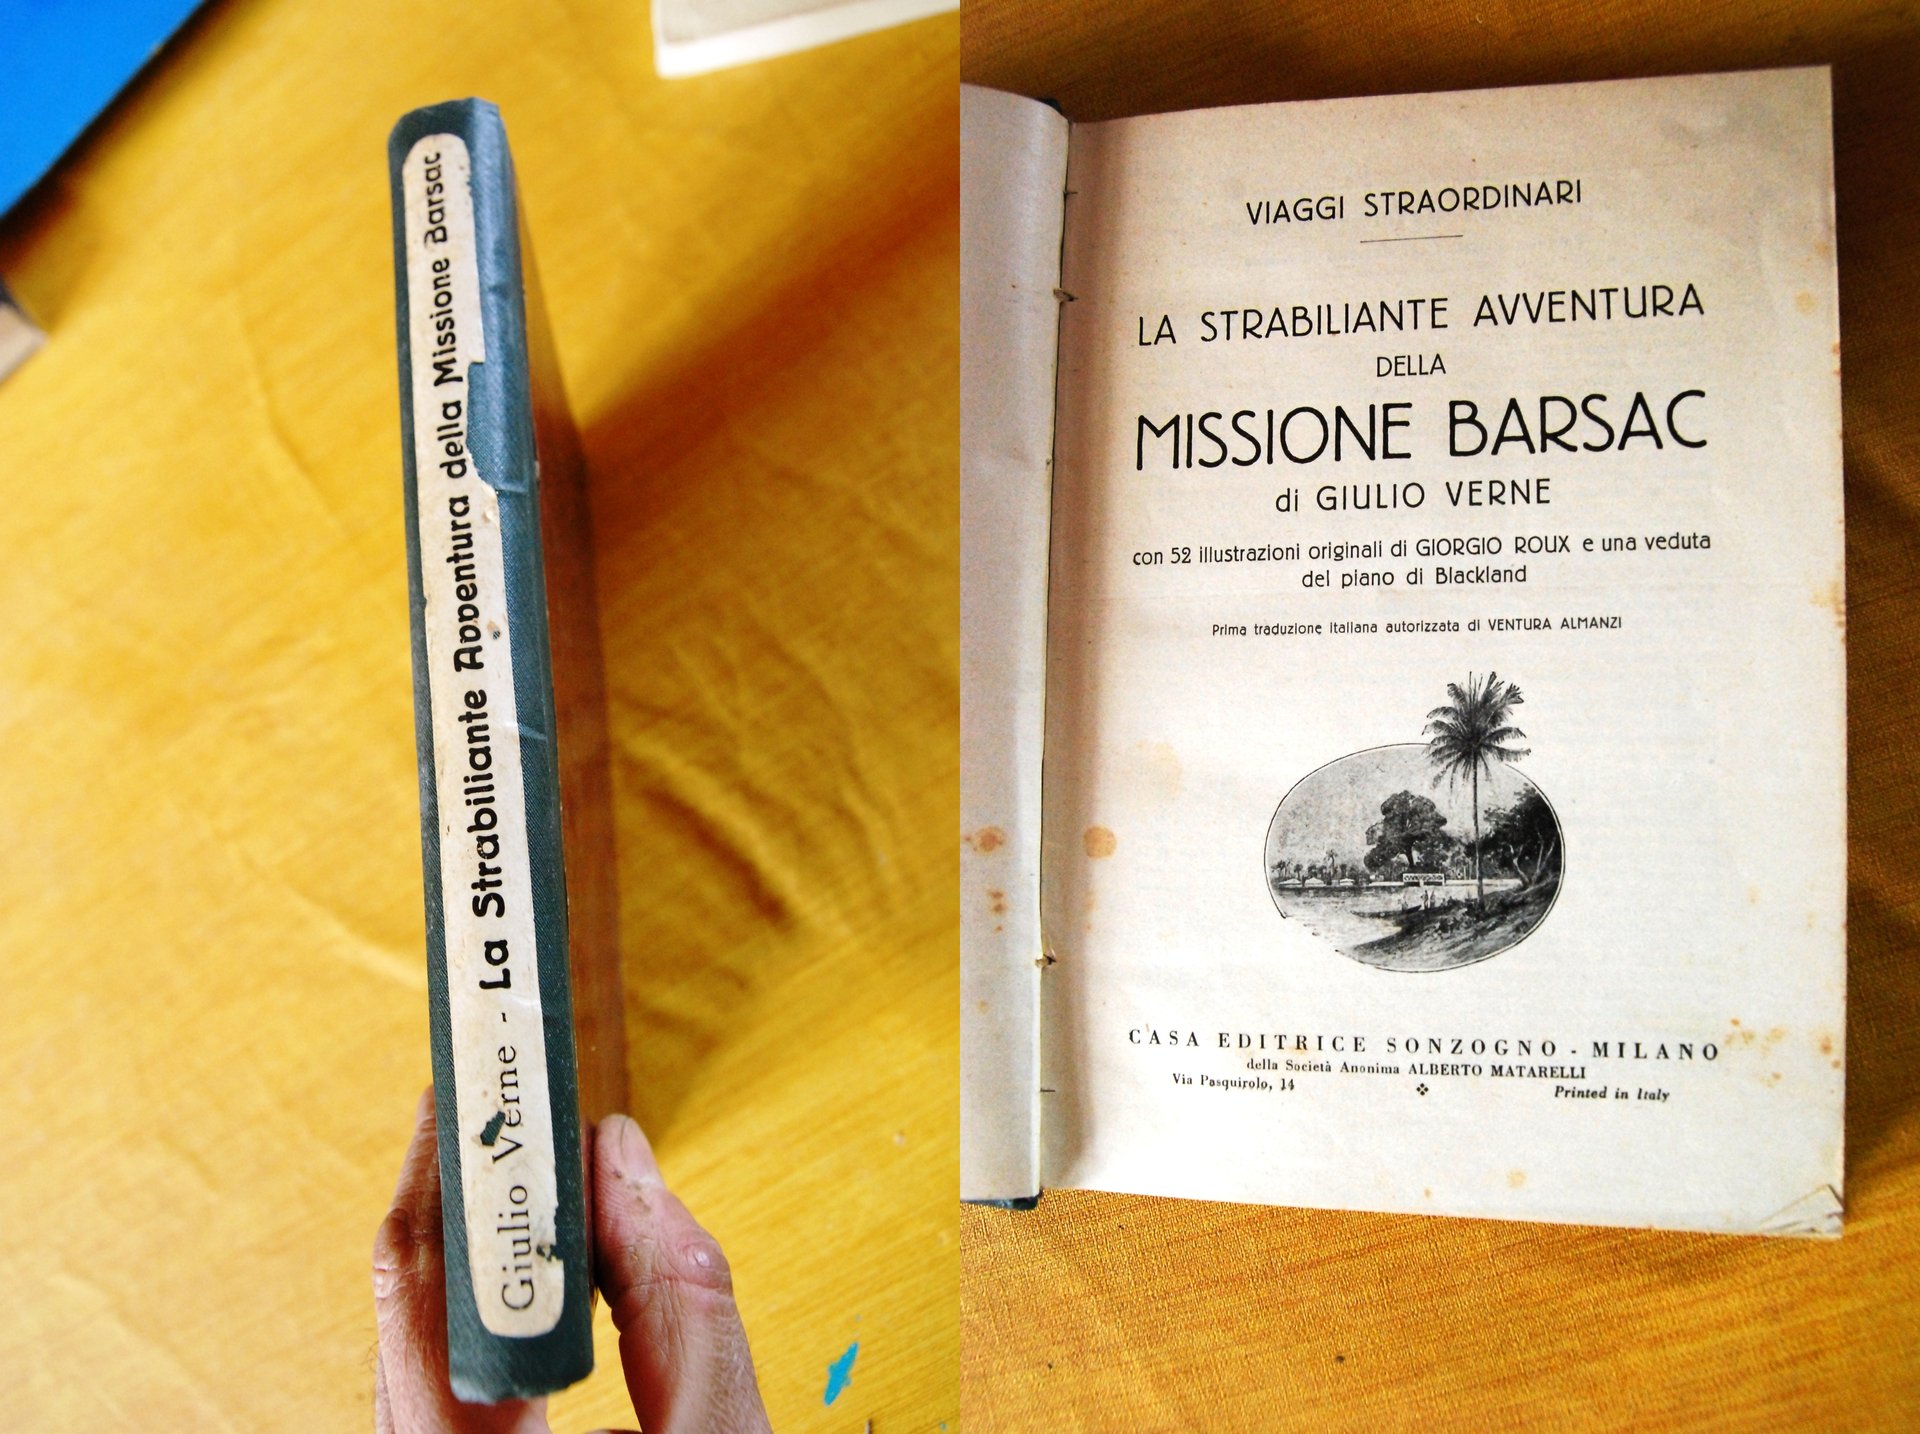 Giulio Verne - La Strabiliante Avventura della Missione Barsac
VIAGGI STRAORDINARI
LA STRABILIANTE AVVENTURA
DELLA
MISSIONE BARSAC
di GIULIO VERNE
con 52 illustrazioni originali di GIORGIO ROUX e una veduta
del piano di Blackland
Prima traduzione italiana autorizzata di VENTURA ALMANZI
CASA EDITRICE SONZOGNO - MILANO
della Società Anonima ALBERTO MATARELLI
Via Pasquirolo, 14
Printed in Italy